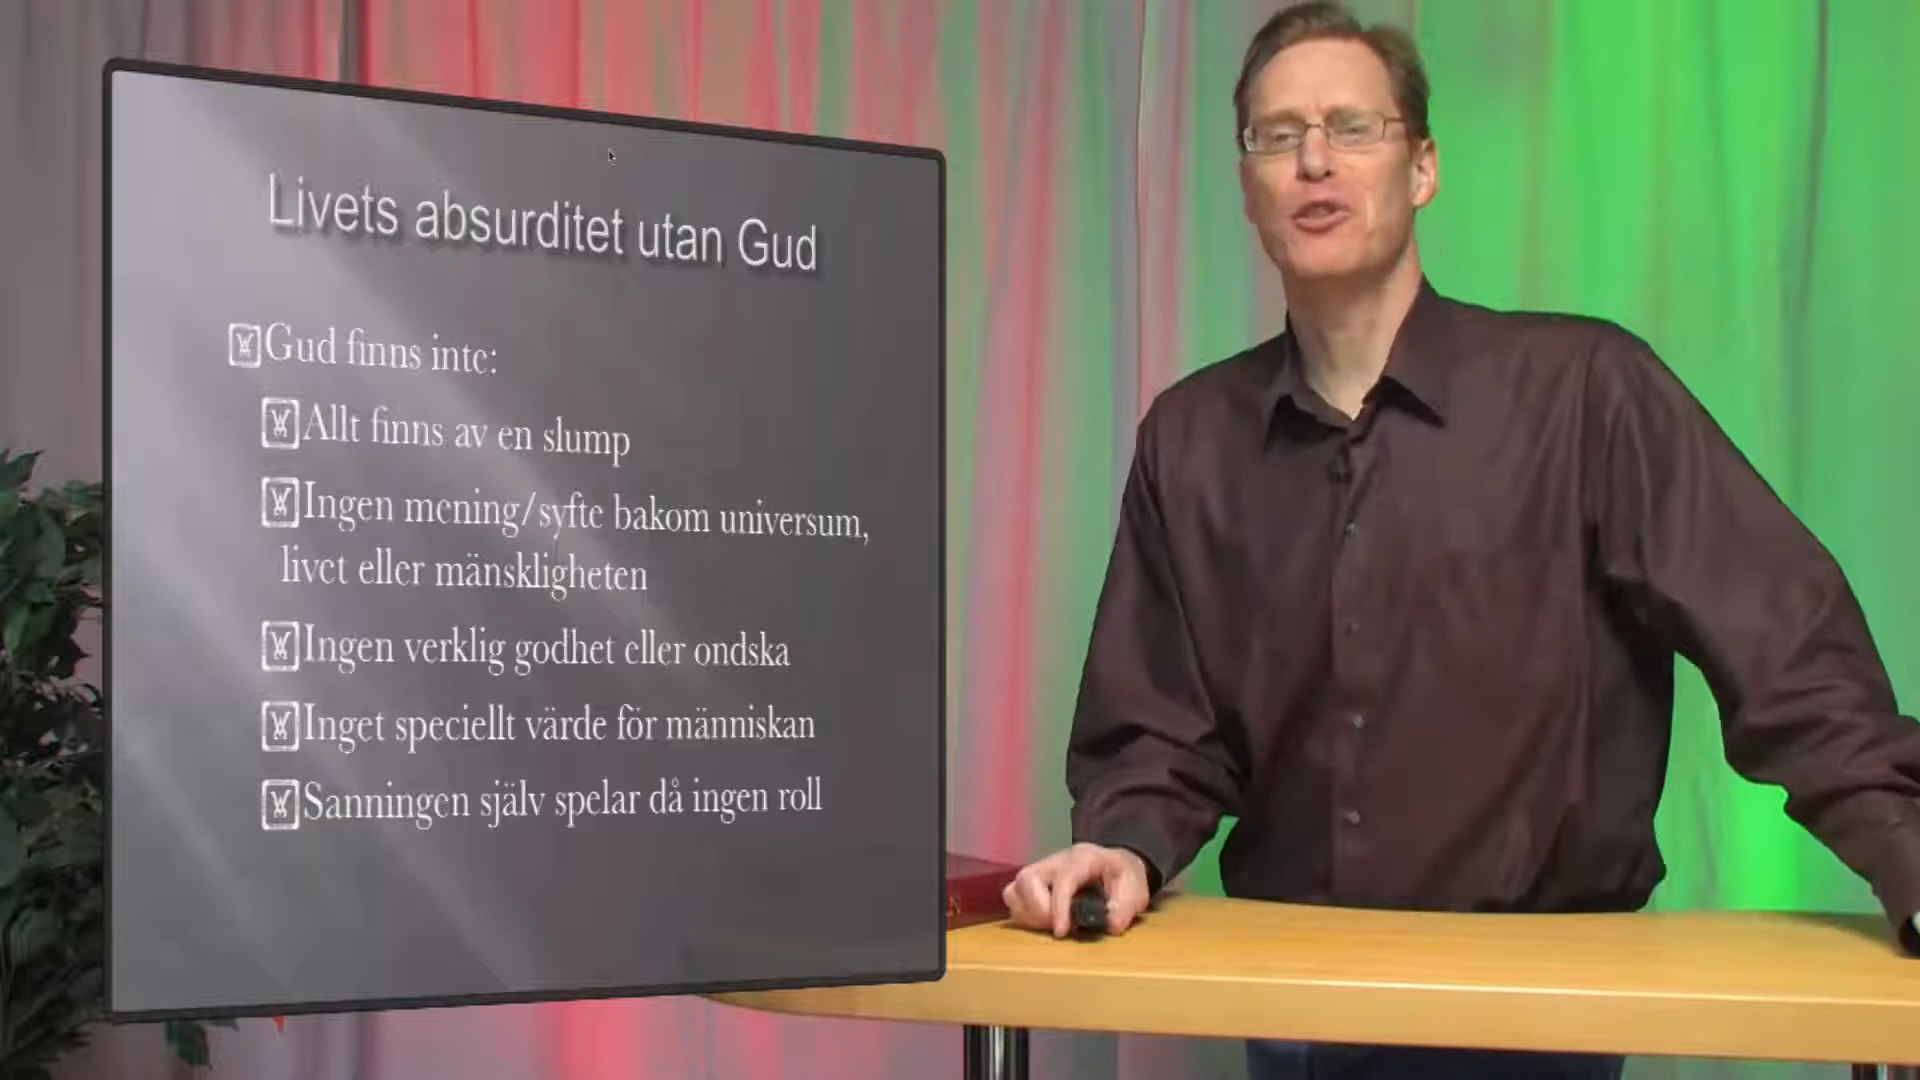 Livets absurditet utan Gud
Gud finns inte:
Allt finns av en slump
Ingen mening/syfte bakom universum,
livet eller mänskligheten
Ingen verklig godhet eller ondska
Inget speciellt värde för människan
Sanningen själv spelar då ingen roll